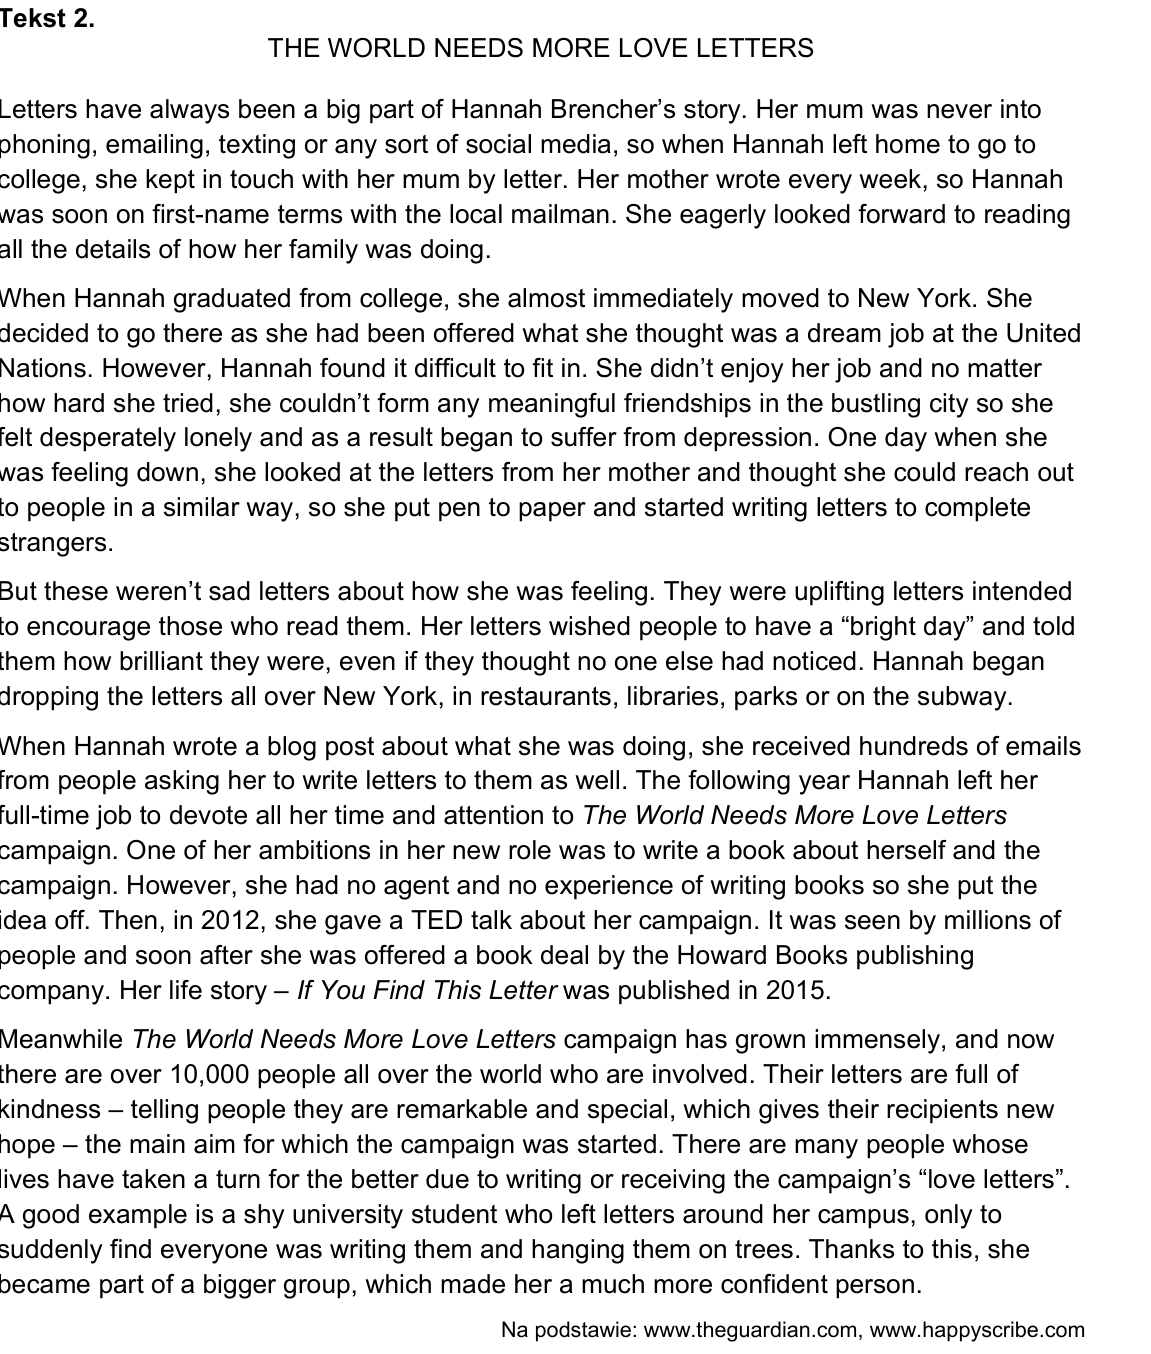 Tekst 2.
THE WORLD NEEDS MORE LOVE LETTERS
Letters have always been a big part of Hannah Brencher’s story. Her mum was never into
phoning, emailing, texting or any sort of social media, so when Hannah left home to go to
college, she kept in touch with her mum by letter. Her mother wrote every week, so Hannah
was soon on first-name terms with the local mailman. She eagerly looked forward to reading
all the details of how her family was doing.
When Hannah graduated from college, she almost immediately moved to New York. She
decided to go there as she had been offered what she thought was a dream job at the United
Nations. However, Hannah found it difficult to fit in. She didn’t enjoy her job and no matter
how hard she tried, she couldn’t form any meaningful friendships in the bustling city so she
felt desperately lonely and as a result began to suffer from depression. One day when she
was feeling down, she looked at the letters from her mother and thought she could reach out
to people in a similar way, so she put pen to paper and started writing letters to complete
strangers.
But these weren’t sad letters about how she was feeling. They were uplifting letters intended
to encourage those who read them. Her letters wished people to have a “bright day” and told
them how brilliant they were, even if they thought no one else had noticed. Hannah began
dropping the letters all over New York, in restaurants, libraries, parks or on the subway.
When Hannah wrote a blog post about what she was doing, she received hundreds of emails
from people asking her to write letters to them as well. The following year Hannah left her
full-time job to devote all her time and attention to The World Needs More Love Letters
campaign. One of her ambitions in her new role was to write a book about herself and the
campaign. However, she had no agent and no experience of writing books so she put the
idea off. Then, in 2012, she gave a TED talk about her campaign. It was seen by millions of
people and soon after she was offered a book deal by the Howard Books publishing
company. Her life story – If You Find This Letter was published in 2015.
Meanwhile The World Needs More Love Letters campaign has grown immensely, and now
there are over 10,000 people all over the world who are involved. Their letters are full of
kindness – telling people they are remarkable and special, which gives their recipients new
hope – the main aim for which the campaign was started. There are many people whose
lives have taken a turn for the better due to writing or receiving the campaign’s “love letters”.
A good example is a shy university student who left letters around her campus, only to
suddenly find everyone was writing them and hanging them on trees. Thanks to this, she
became part of a bigger group, which made her a much more confident person.
Na podstawie: www.theguardian.com, www.happyscribe.com